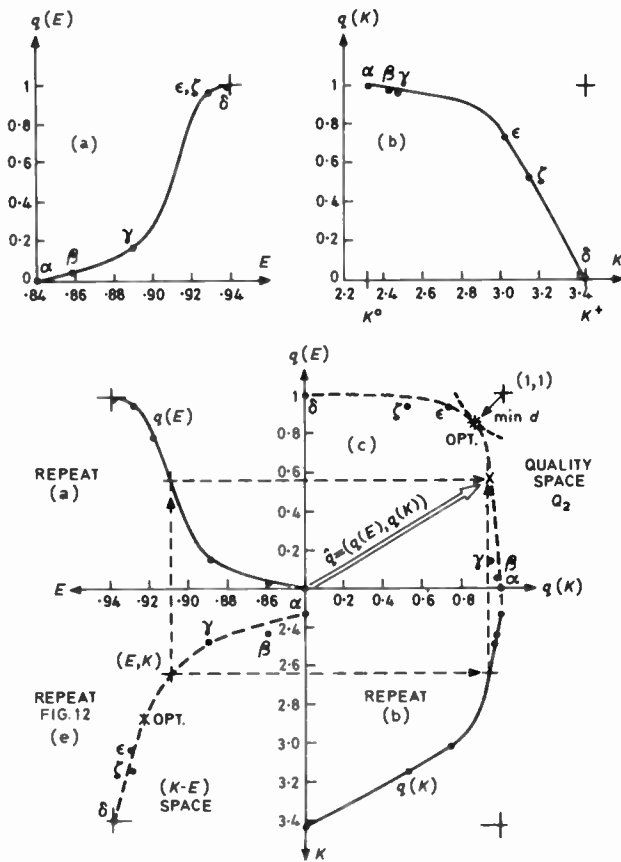 q(E)
1
0·8
0·6
0·4
0·2
0
(a)
α
β
γ
ϵ, ζ
δ
E
·84
·86
·88
·90
·92
·94
q(K)
1
0·8
0·6
0·4
0·2
0
(b)
α
β
γ
ϵ
ζ
δ
K
2·2
2·4
2·6
2·8
3·0
3·2
3·4
K°
K⁺
q(E)
1
0·8
0·6
0·4
0·2
δ
ζ
ϵ
(1,1)
min d
OPT.
(c)
q(E)
REPEAT
(a)
QUALITY
SPACE
Q₂
q̂=(q(E), q(K))
γ
β
α
E
·94
·92
·90
·86
α
0·2
0·4
0·6
0·8
q(K)
2·4
2·6
3·0
3·2
3·4
K
γ
β
(E,K)
REPEAT
FIG.12
(e)
OPT.
ϵ
ζ
δ
(K-E)
SPACE
REPEAT
(b)
q(K)